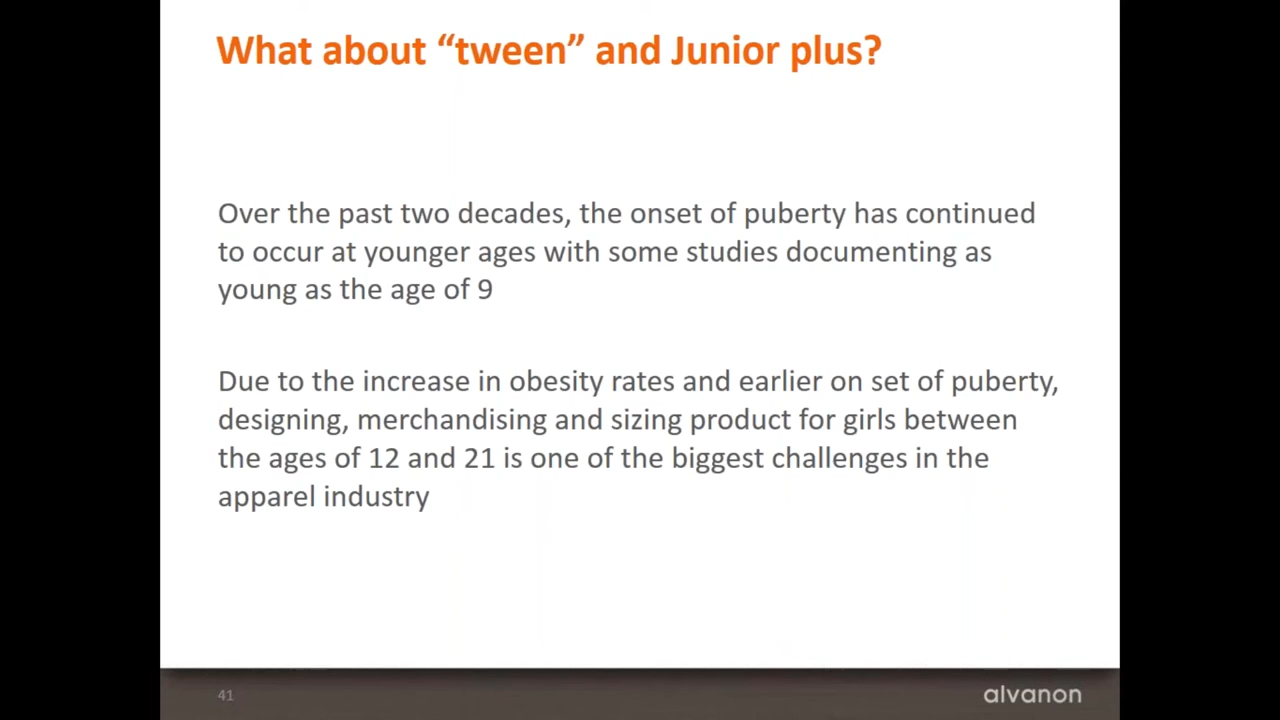 What about “tween” and Junior plus?
Over the past two decades, the onset of puberty has continued
to occur at younger ages with some studies documenting as
young as the age of 9
Due to the increase in obesity rates and earlier on set of puberty,
designing, merchandising and sizing product for girls between
the ages of 12 and 21 is one of the biggest challenges in the
apparel industry
41
alvanon